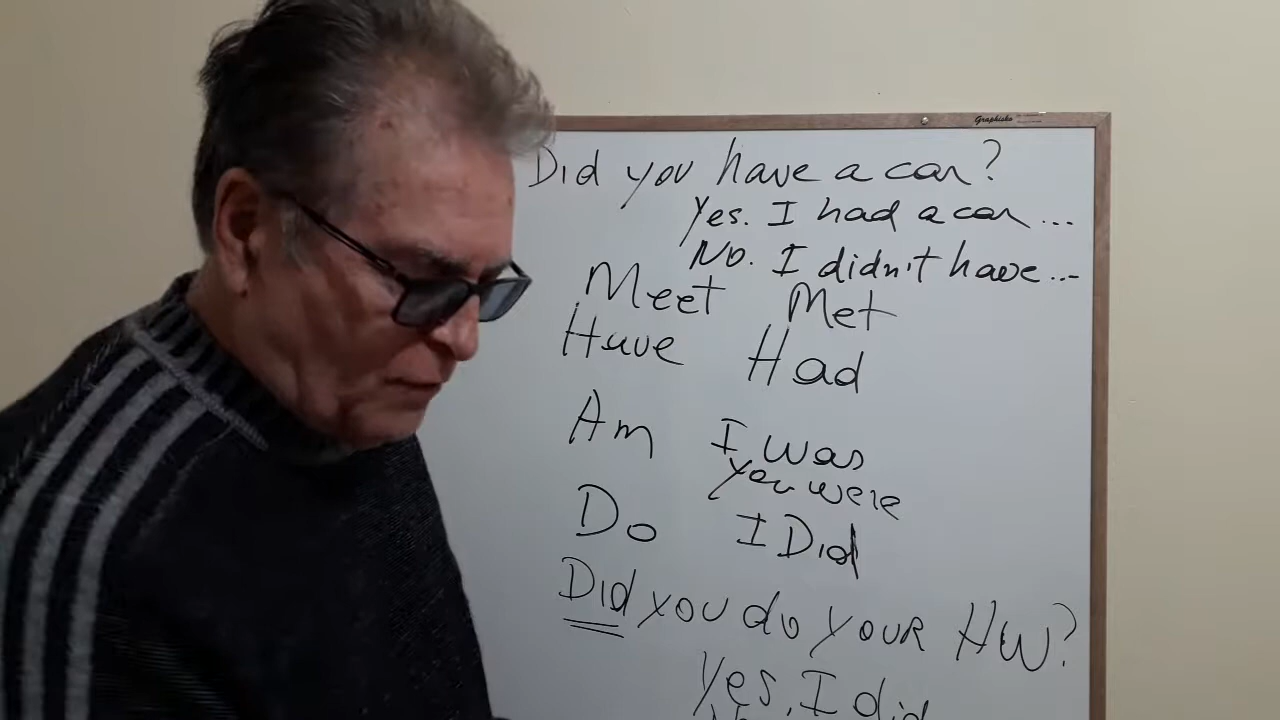 Graphisks
Did you have a car?
Yes. I had a car...
No. I didn't have...
Meet Met
Have Had
Am I was
you were
Do I Did
Did you do your HW?
Yes, I did